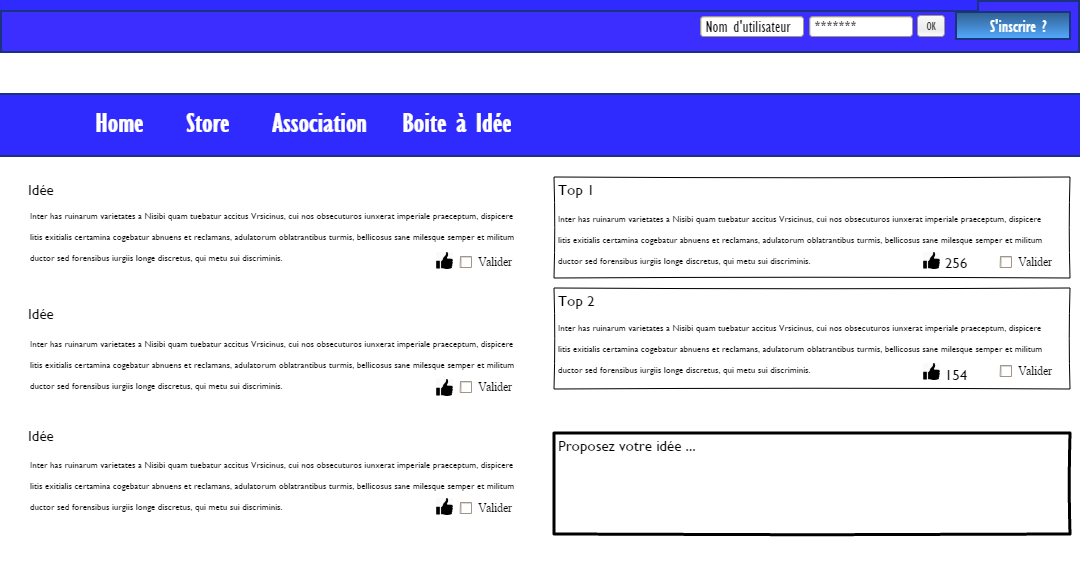 Nom d'utilisateur ******* OK S'inscrire ?
Home Store Association Boite à Idée
Idée
Inter has ruinarum varietates a Nisibi quam tuebatur accitus Vrsicinus, cui nos obsecuturos iunxerat imperiale praeceptum, dispicere
litis exitialis certamina cogebatur abnuens et reclamans, adulatorum oblatrantibus turmis, bellicosus sane milesque semper et militum
ductor sed forensibus iurgiis longe discretus, qui metu sui discriminis.
Valider
Idée
Inter has ruinarum varietates a Nisibi quam tuebatur accitus Vrsicinus, cui nos obsecuturos iunxerat imperiale praeceptum, dispicere
litis exitialis certamina cogebatur abnuens et reclamans, adulatorum oblatrantibus turmis, bellicosus sane milesque semper et militum
ductor sed forensibus iurgiis longe discretus, qui metu sui discriminis.
Valider
Idée
Inter has ruinarum varietates a Nisibi quam tuebatur accitus Vrsicinus, cui nos obsecuturos iunxerat imperiale praeceptum, dispicere
litis exitialis certamina cogebatur abnuens et reclamans, adulatorum oblatrantibus turmis, bellicosus sane milesque semper et militum
ductor sed forensibus iurgiis longe discretus, qui metu sui discriminis.
Valider
Top 1
Inter has ruinarum varietates a Nisibi quam tuebatur accitus Vrsicinus, cui nos obsecuturos iunxerat imperiale praeceptum, dispicere
litis exitialis certamina cogebatur abnuens et reclamans, adulatorum oblatrantibus turmis, bellicosus sane milesque semper et militum
ductor sed forensibus iurgiis longe discretus, qui metu sui discriminis.
256 Valider
Top 2
Inter has ruinarum varietates a Nisibi quam tuebatur accitus Vrsicinus, cui nos obsecuturos iunxerat imperiale praeceptum, dispicere
litis exitialis certamina cogebatur abnuens et reclamans, adulatorum oblatrantibus turmis, bellicosus sane milesque semper et militum
ductor sed forensibus iurgiis longe discretus, qui metu sui discriminis.
154 Valider
Proposez votre idée ...